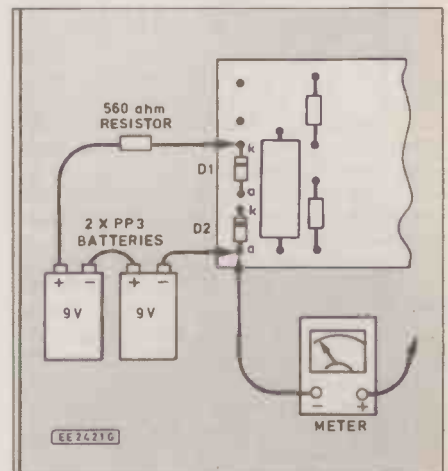 560 ohm
RESISTOR
k
D1
a
k
D2
a
2 X PP3
BATTERIES
+ - + -
9V 9V
- +
METER
EE2421G